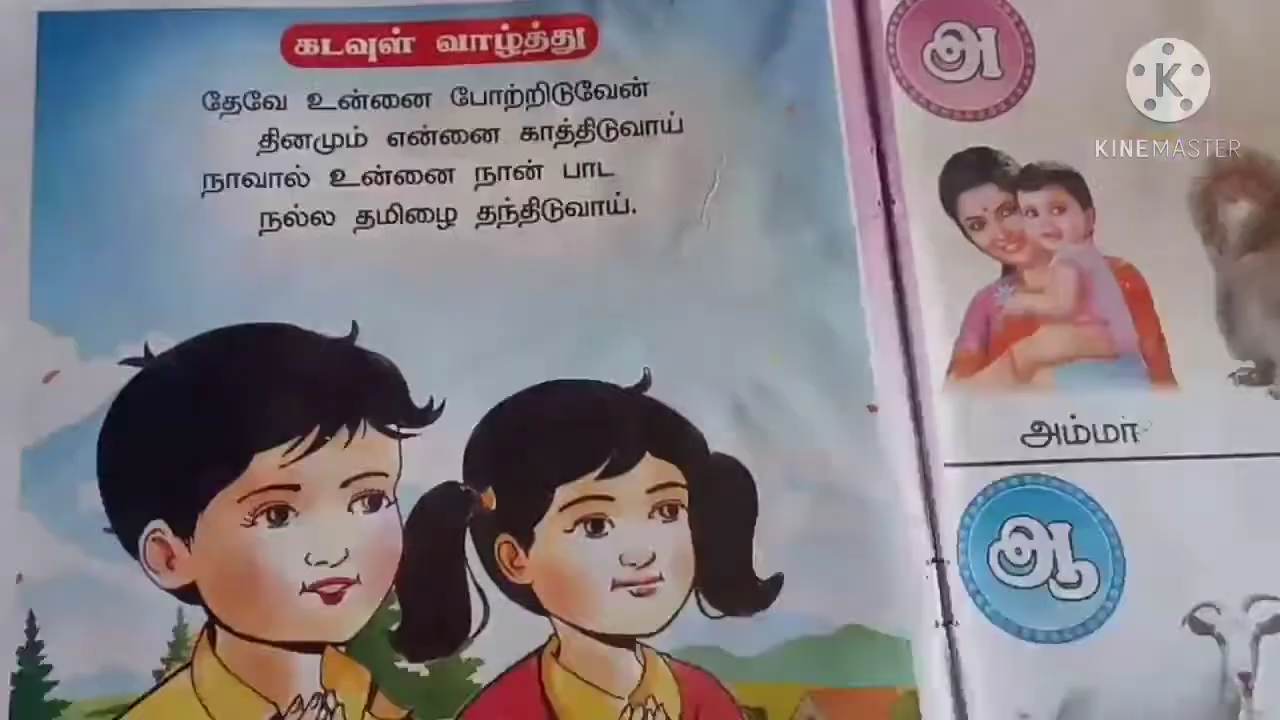 கடவுள் வாழ்த்து
தேவே உன்னை போற்றிடுவேன்
தினமும் என்னை காத்திடுவாய்
நாவால் உன்னை நான் பாட
நல்ல தமிழை தந்திடுவாய்.
அ
அம்மா
ஆ
K
KINEMASTER